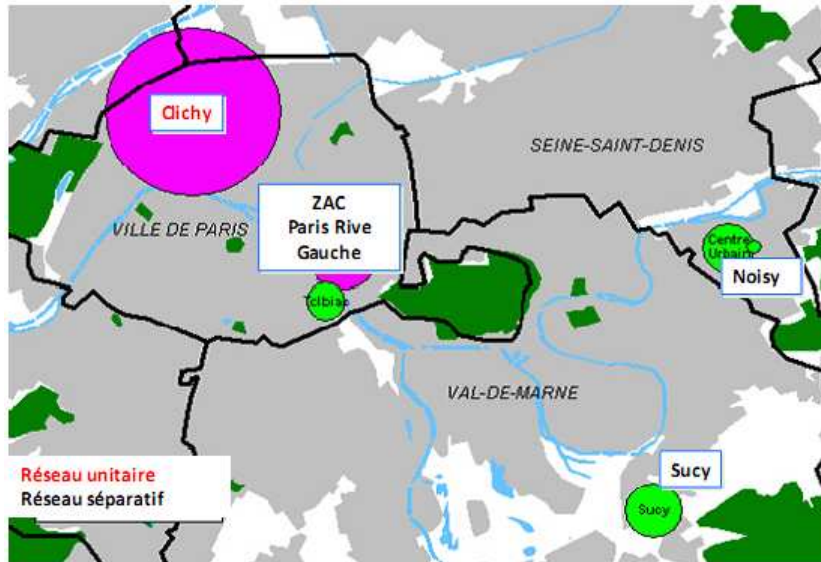 Clichy
SEINE-SAINT-DENIS
ZAC
Paris Rive
Gauche
VILLE DE PARIS
Centre
Urbain
Noisy
Tolbiac
VAL-DE-MARNE
Sucy
Sucy
Réseau unitaire
Réseau séparatif